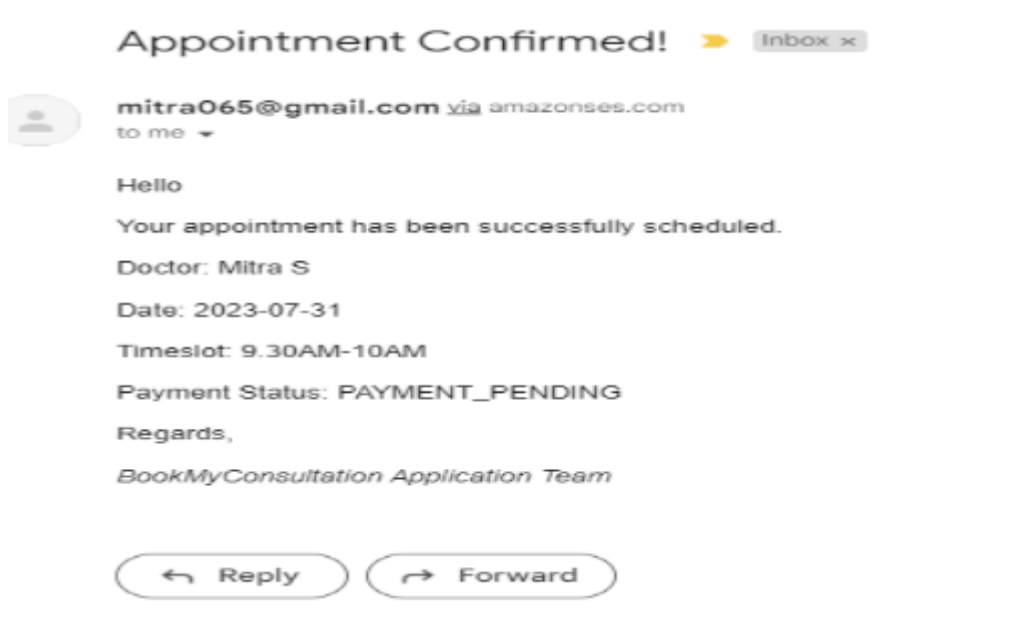 Appointment Confirmed! Inbox ×
mitra065@gmail.com via amazonses.com
to me
Hello
Your appointment has been successfully scheduled.
Doctor: Mitra S
Date: 2023-07-31
Timeslot: 9.30AM-10AM
Payment Status: PAYMENT_PENDING
Regards,
BookMyConsultation Application Team
Reply Forward